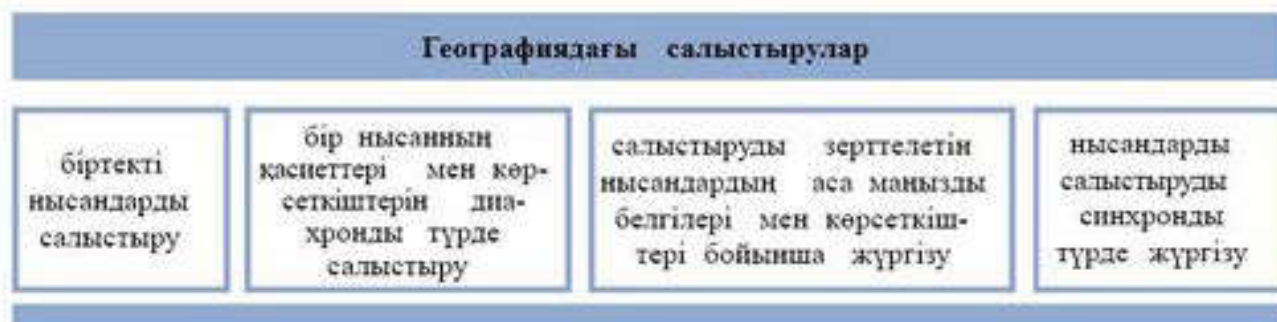 Географиядағы салыстырулар
біртекті
нысандарды
салыстыру
бір нысанның
қасиеттері мен көр-
сеткіштерін диа-
хронды түрде
салыстыру
салыстыруды зерттелетін
нысандардың аса маңызды
белгілері мен көрсеткіш-
тері бойынша жүргізу
нысандарды
салыстыруды
синхронды
түрде жүргізу